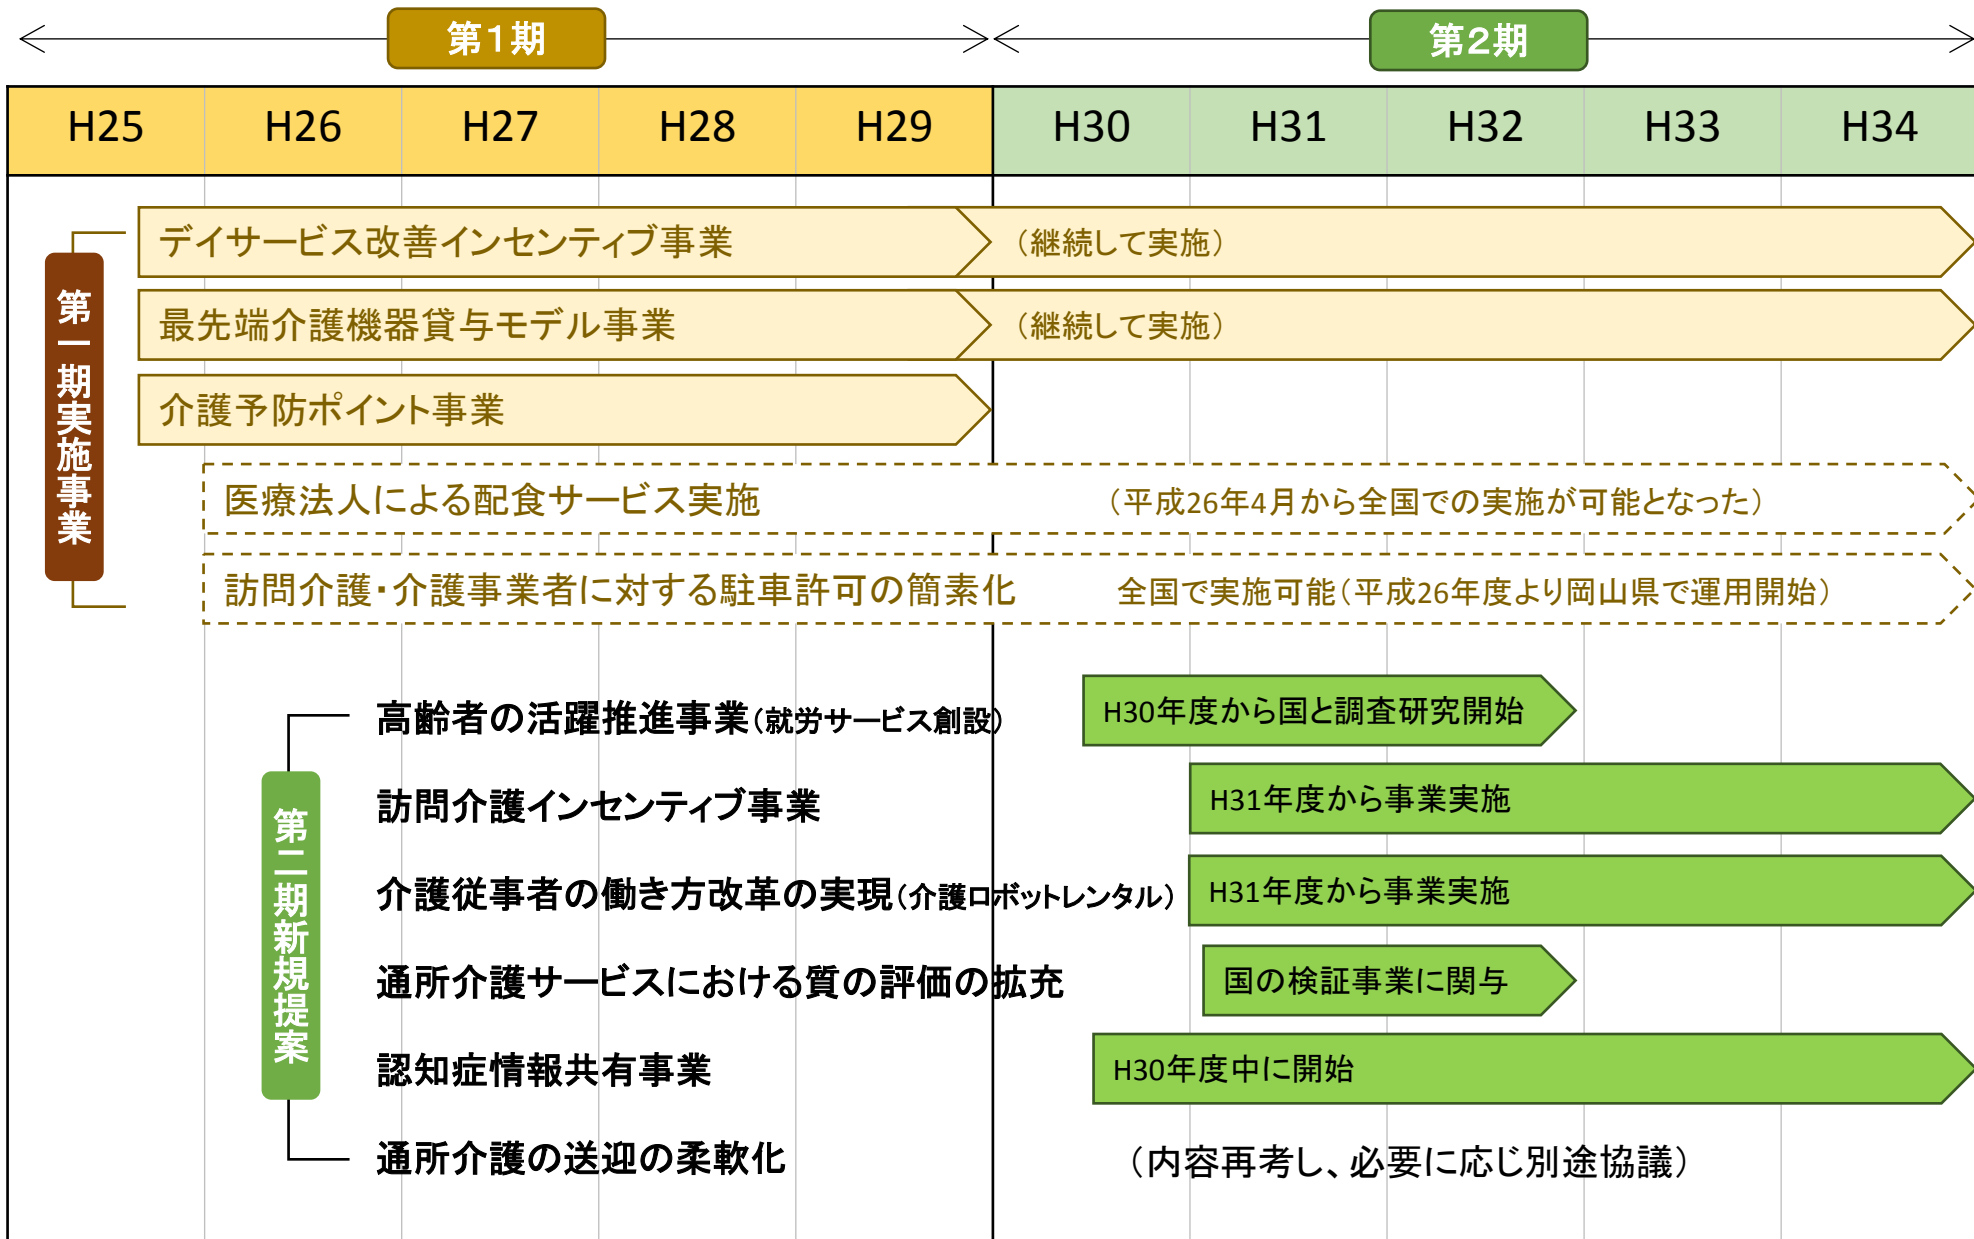 第1期
第2期
H25 H26 H27 H28 H29 H30 H31 H32 H33 H34
第一期実施事業
デイサービス改善インセンティブ事業 (継続して実施)
最先端介護機器貸与モデル事業 (継続して実施)
介護予防ポイント事業
医療法人による配食サービス実施 (平成26年4月から全国での実施が可能となった)
訪問介護・介護事業者に対する駐車許可の簡素化 全国で実施可能(平成26年度より岡山県で運用開始)
第二期新規提案
高齢者の活躍推進事業(就労サービス創設) H30年度から国と調査研究開始
訪問介護インセンティブ事業 H31年度から事業実施
介護従事者の働き方改革の実現(介護ロボットレンタル) H31年度から事業実施
通所介護サービスにおける質の評価の拡充 国の検証事業に関与
認知症情報共有事業 H30年度中に開始
通所介護の送迎の柔軟化 (内容再考し、必要に応じ別途協議)